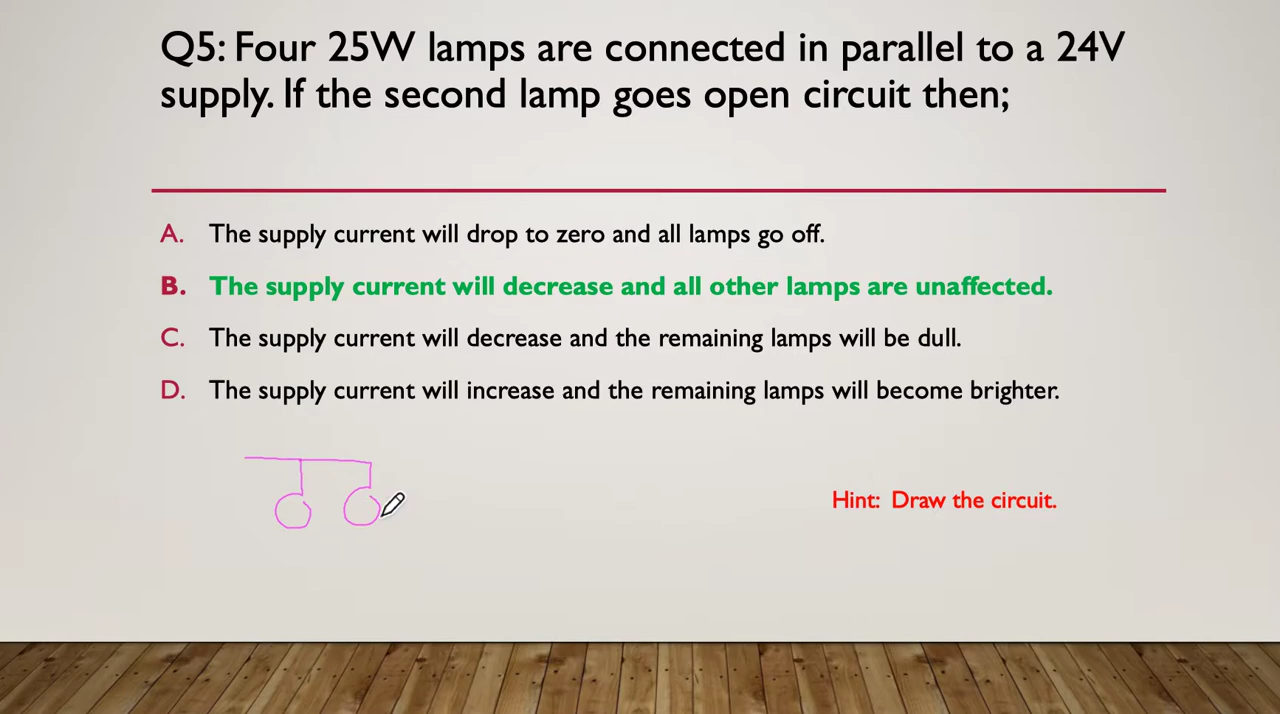 Q5: Four 25W lamps are connected in parallel to a 24V
supply. If the second lamp goes open circuit then;
A. The supply current will drop to zero and all lamps go off.
B. The supply current will decrease and all other lamps are unaffected.
C. The supply current will decrease and the remaining lamps will be dull.
D. The supply current will increase and the remaining lamps will become brighter.
Hint: Draw the circuit.